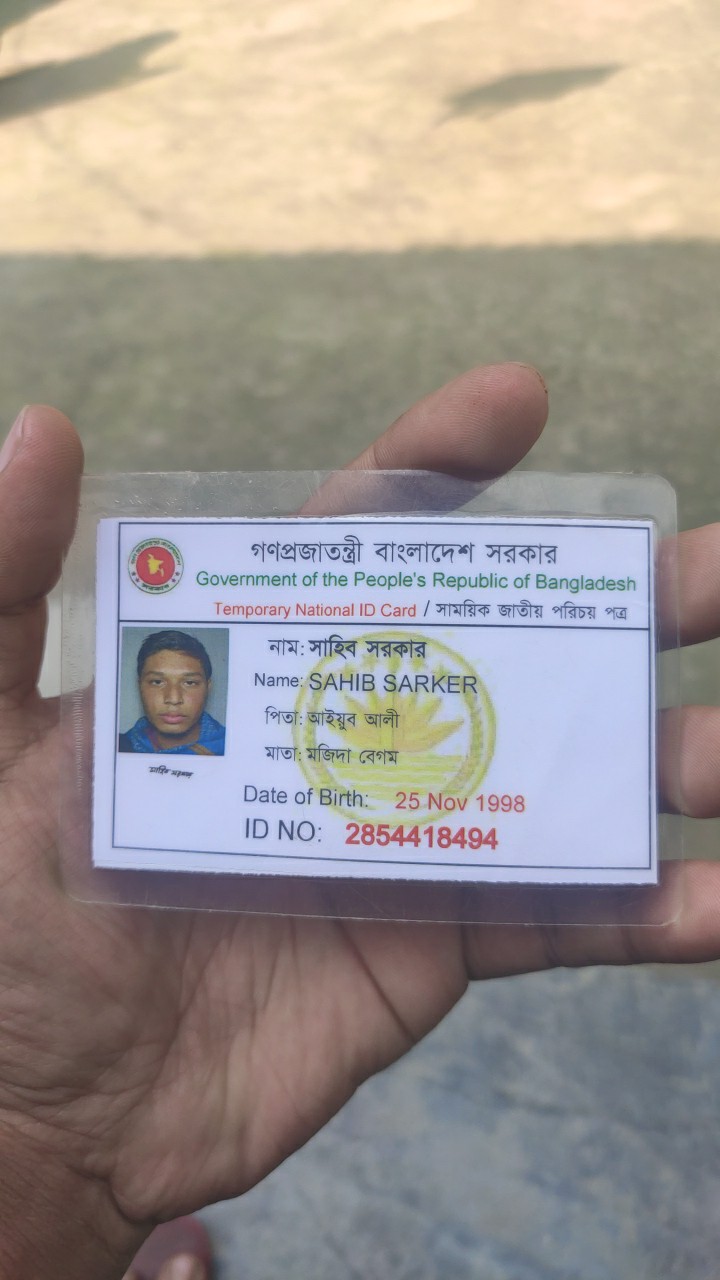 গণপ্রজাতন্ত্রী বাংলাদেশ সরকার
Government of the People's Republic of Bangladesh
Temporary National ID Card / সাময়িক জাতীয় পরিচয় পত্র
নাম: সাহিব সরকার
Name: SAHIB SARKER
পিতা: আইয়ুব আলী
মাতা: মজিদা বেগম
সাহিব সরকার
Date of Birth: 25 Nov 1998
ID NO: 2854418494